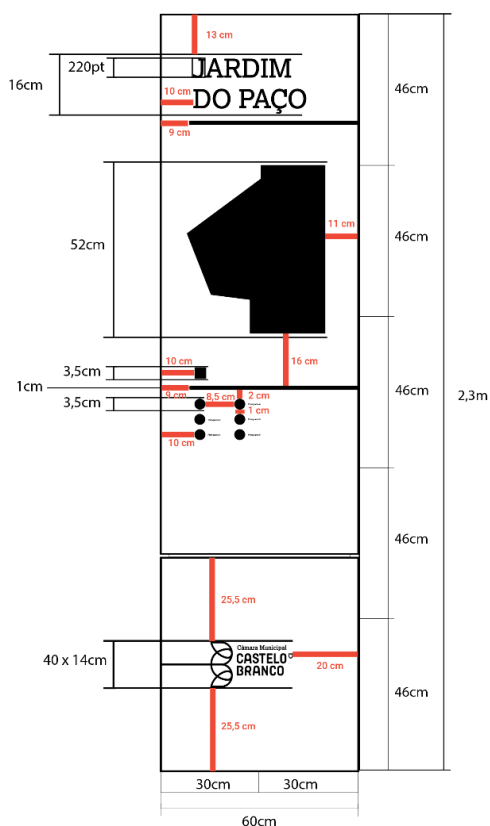 13 cm
220pt
JARDIM
16cm
46cm
10 cm
DO PAÇO
9 cm
11 cm
52cm
46cm
16 cm
10 cm
3,5cm
1cm
46cm
2,3m
9 cm
8,5 cm
2 cm
3,5cm
1 cm
10 cm
46cm
25,5 cm
Câmara Municipal
40 x 14cm
CASTELO
BRANCO
20 cm
46cm
25,5 cm
30cm
30cm
60cm